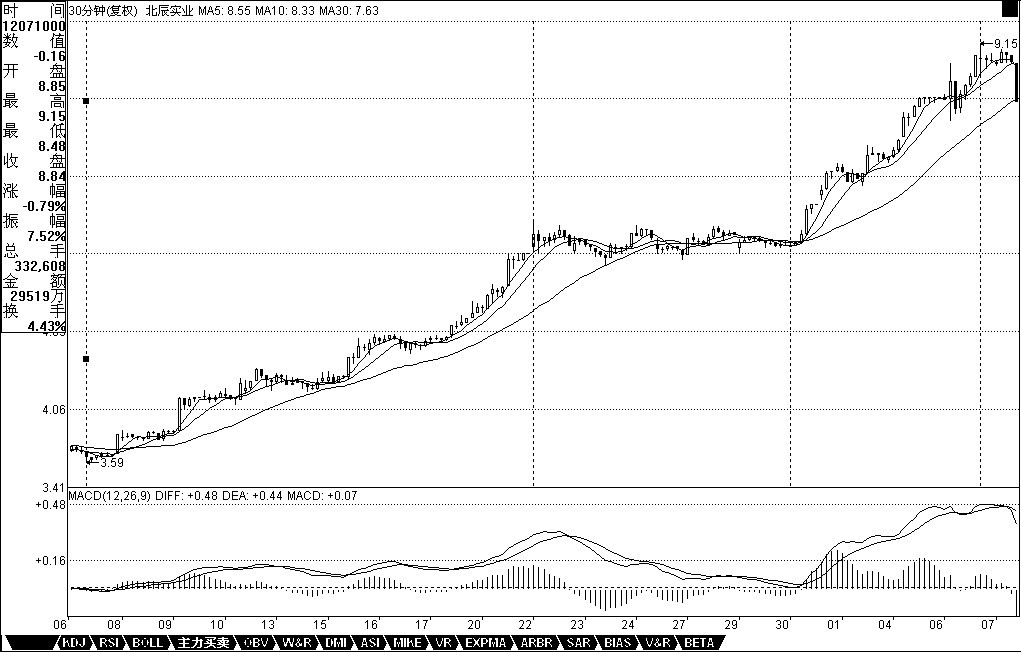 30分钟(复权) 北辰实业 MA5: 8.55 MA10: 8.33 MA30: 7.63
时 间
12071000
数 值
-0.16
开 盘
8.85
最 高
9.15
最 低
8.48
收 盘
8.84
涨 幅
-0.79%
振 幅
7.52%
总 手
332,608
金 额
29519万
换 手
4.43%
9.15
4.06
3.59
3.41
MACD(12,26,9) DIFF: +0.48 DEA: +0.44 MACD: +0.07
+0.48
+0.16
06 08 09 10 13 15 17 20 22 24 27 29 30 01 04 06 07
KDJ RSI BOLL 主力买卖 OBV W&R DMI ASI MIKE VR EXPMA ARBR SAR BIAS V&R BETA